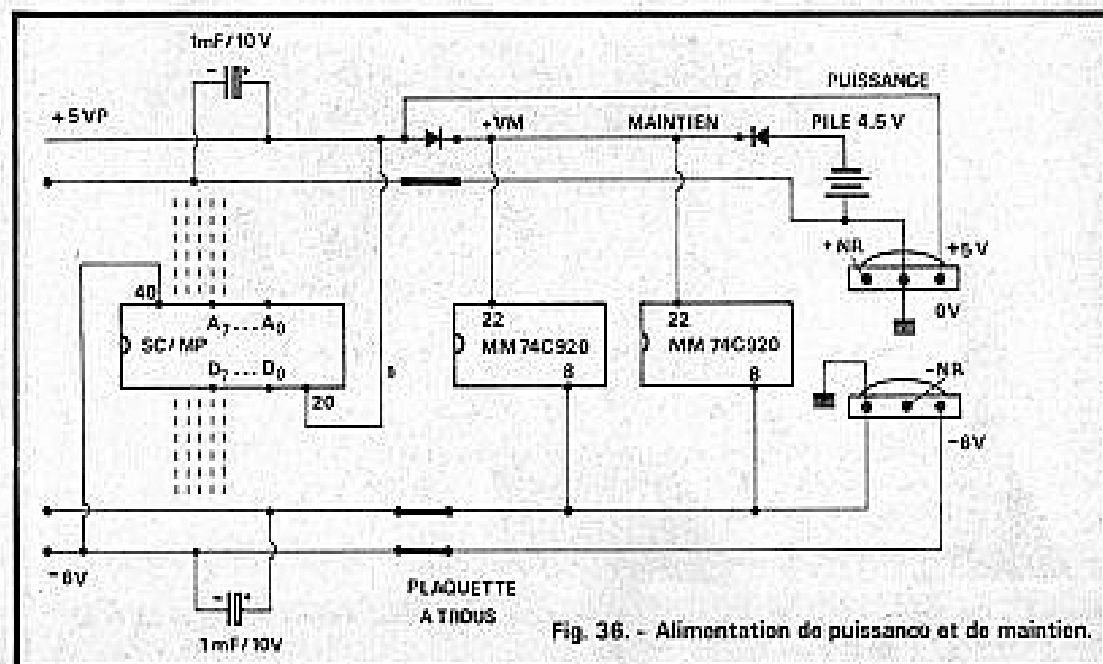 1mF/10V
PUISSANCE
+5VP
+VM
MAINTIEN
PILE 4.5 V
+NR
+5V
0V
40
A7...A0
SC/MP
D7...D0
20
22
MM74C920
8
22
MM74C920
8
-NR
-8V
-8V
PLAQUETTE
A TROUS
1mF/10V
Fig. 36. - Alimentation de puissance et de maintien.